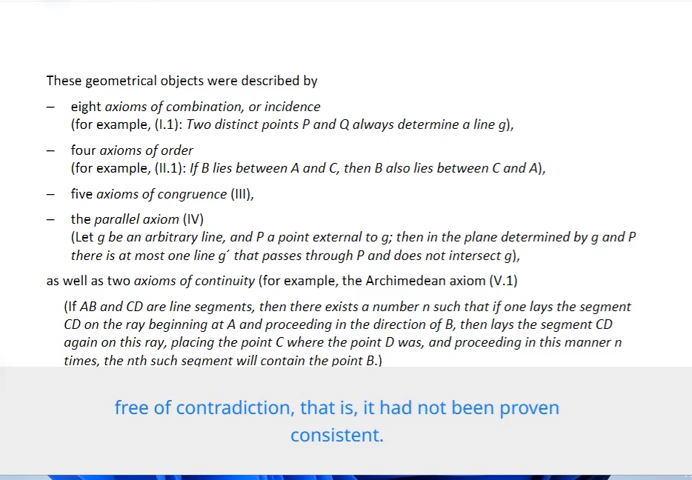 These geometrical objects were described by
– eight axioms of combination, or incidence
(for example, (I.1): Two distinct points P and Q always determine a line g),
– four axioms of order
(for example, (II.1): If B lies between A and C, then B also lies between C and A),
– five axioms of congruence (III),
– the parallel axiom (IV)
(Let g be an arbitrary line, and P a point external to g; then in the plane determined by g and P
there is at most one line g´ that passes through P and does not intersect g),
as well as two axioms of continuity (for example, the Archimedean axiom (V.1)
(If AB and CD are line segments, then there exists a number n such that if one lays the segment
CD on the ray beginning at A and proceeding in the direction of B, then lays the segment CD
again on this ray, placing the point C where the point D was, and proceeding in this manner n
times, the nth such segment will contain the point B.)
free of contradiction, that is, it had not been proven
consistent.